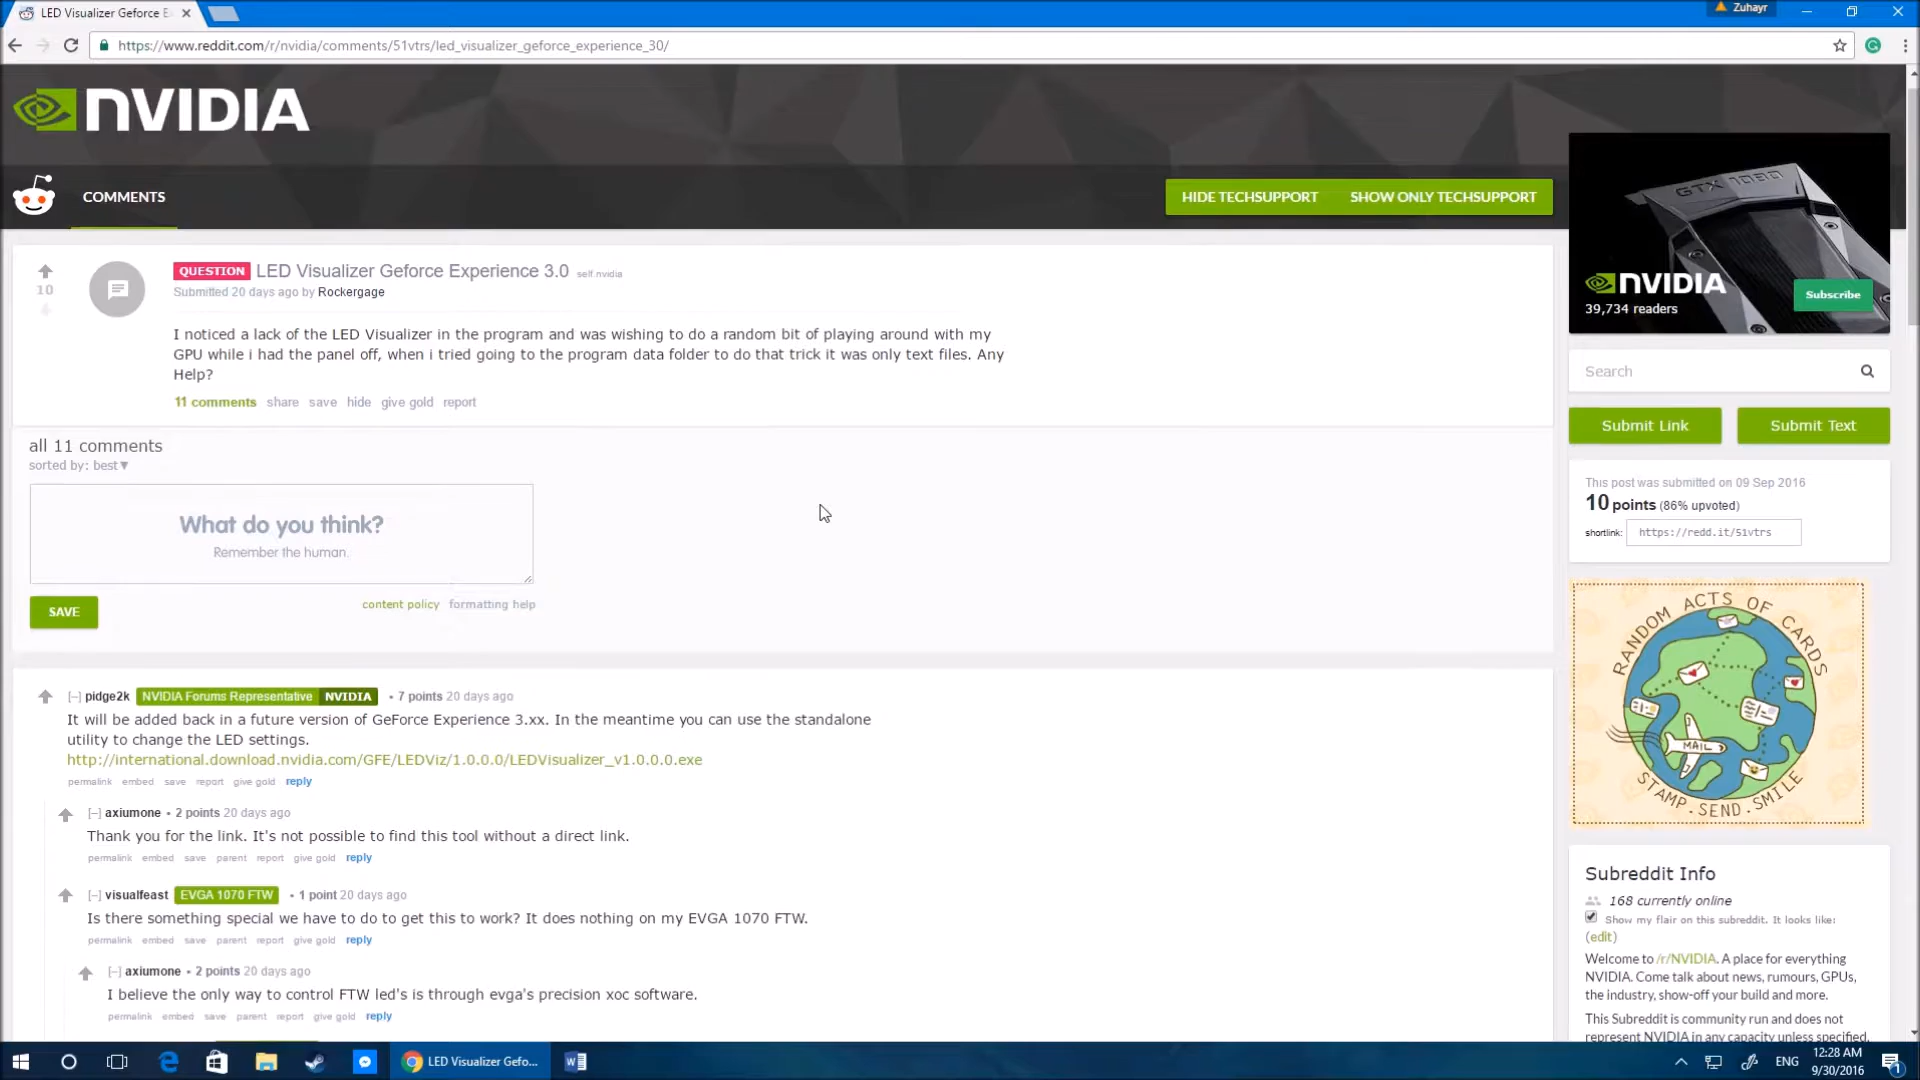 LED Visualizer Geforce E
Zuhayr
https://www.reddit.com/r/nvidia/comments/51vtrs/led_visualizer_geforce_experience_30/
NVIDIA
COMMENTS
HIDE TECHSUPPORT SHOW ONLY TECHSUPPORT
10
QUESTION LED Visualizer Geforce Experience 3.0 self.nvidia
Submitted 20 days ago by Rockergage
I noticed a lack of the LED Visualizer in the program and was wishing to do a random bit of playing around with my
GPU while i had the panel off, when i tried going to the program data folder to do that trick it was only text files. Any
Help?
11 comments share save hide give gold report
all 11 comments
sorted by: best▼
What do you think?
Remember the human.
SAVE
content policy formatting help
[–] pidge2k NVIDIA Forums Representative NVIDIA • 7 points 20 days ago
It will be added back in a future version of GeForce Experience 3.xx. In the meantime you can use the standalone
utility to change the LED settings.
http://international.download.nvidia.com/GFE/LEDViz/1.0.0.0/LEDVisualizer_v1.0.0.0.exe
permalink embed save report give gold reply
[–] axiumone • 2 points 20 days ago
Thank you for the link. It's not possible to find this tool without a direct link.
permalink embed save parent report give gold reply
[–] visualfeast EVGA 1070 FTW • 1 point 20 days ago
Is there something special we have to do to get this to work? It does nothing on my EVGA 1070 FTW.
permalink embed save parent report give gold reply
[–] axiumone • 2 points 20 days ago
I believe the only way to control FTW led's is through evga's precision xoc software.
permalink embed save parent report give gold reply
GTX 1080
NVIDIA
39,734 readers
Subscribe
Search
Submit Link Submit Text
This post was submitted on 09 Sep 2016
10 points (86% upvoted)
shortlink: https://redd.it/51vtrs
RANDOM ACTS OF CARDS
MAIL
STAMP . SEND . SMILE
Subreddit Info
168 currently online
Show my flair on this subreddit. It looks like:
(edit)
Welcome to /r/NVIDIA. A place for everything
NVIDIA. Come talk about news, rumours, GPUs,
the industry, show-off your build and more.
This Subreddit is community run and does not
represent NVIDIA in any capacity unless specified.
LED Visualizer Gefo...
ENG
12:28 AM
9/30/2016
1